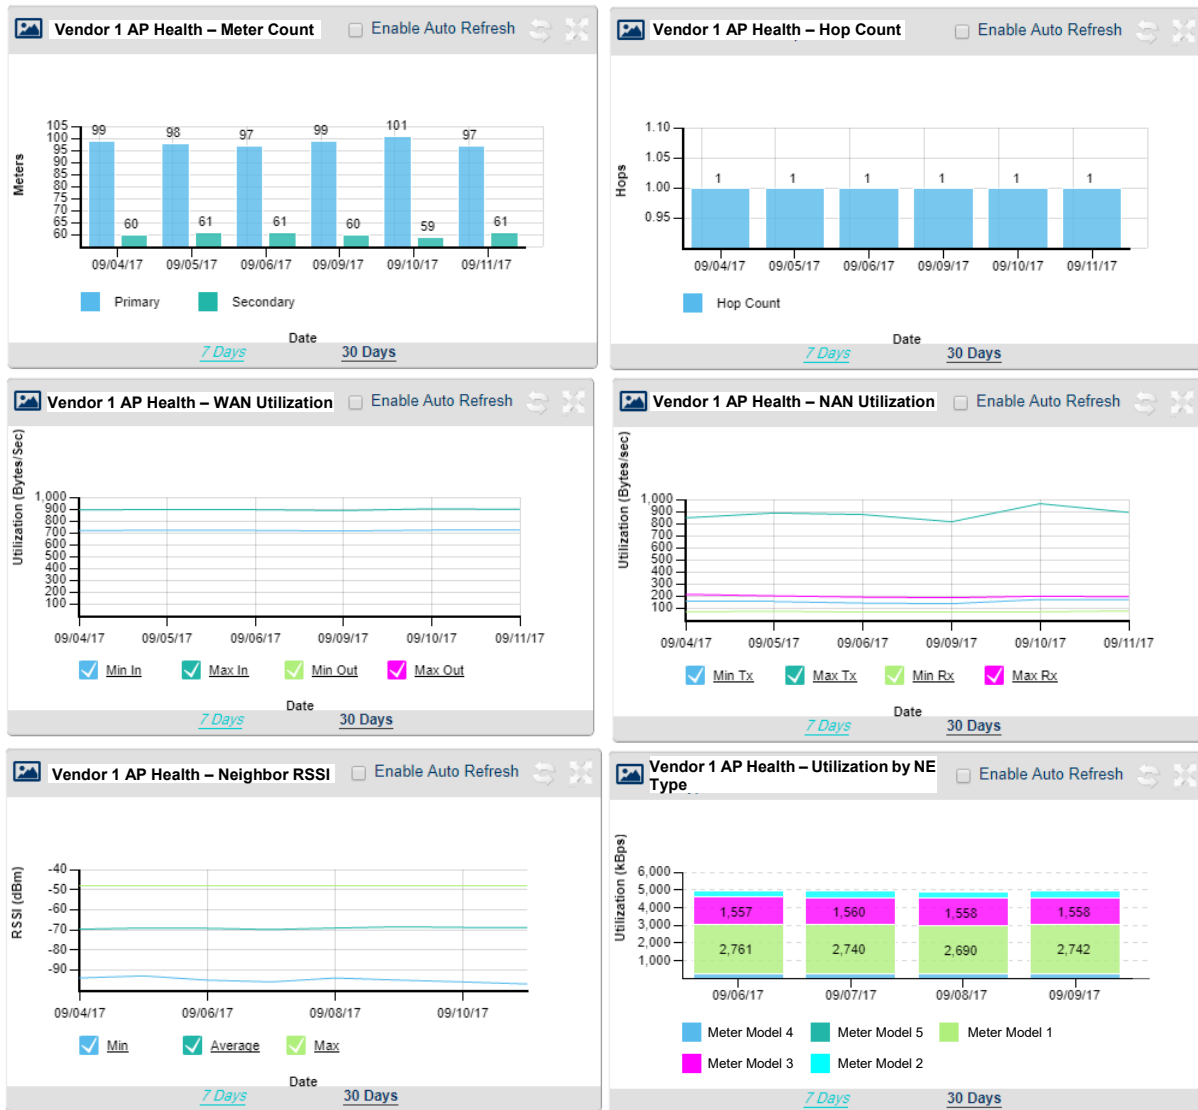 Vendor 1 AP Health – Meter Count
Enable Auto Refresh
Meters
105
100
95
90
85
80
75
70
65
60
99
98
97
99
101
97
60
61
61
60
59
61
09/04/17
09/05/17
09/06/17
09/09/17
09/10/17
09/11/17
Primary
Secondary
Date
7 Days
30 Days
Vendor 1 AP Health – Hop Count
Enable Auto Refresh
Hops
1.10
1.05
1.00
0.95
1
1
1
1
1
1
09/04/17
09/05/17
09/06/17
09/09/17
09/10/17
09/11/17
Hop Count
Date
7 Days
30 Days
Vendor 1 AP Health – WAN Utilization
Enable Auto Refresh
Utilization (Bytes/Sec)
1,000
900
800
700
600
500
400
300
200
100
09/04/17
09/05/17
09/06/17
09/09/17
09/10/17
09/11/17
Min In
Max In
Min Out
Max Out
Date
7 Days
30 Days
Vendor 1 AP Health – NAN Utilization
Enable Auto Refresh
Utilization (Bytes/sec)
1,000
900
800
700
600
500
400
300
200
100
09/04/17
09/05/17
09/06/17
09/09/17
09/10/17
09/11/17
Min Tx
Max Tx
Min Rx
Max Rx
Date
7 Days
30 Days
Vendor 1 AP Health – Neighbor RSSI
Enable Auto Refresh
RSSI (dBm)
-40
-50
-60
-70
-80
-90
09/04/17
09/06/17
09/08/17
09/10/17
Min
Average
Max
Date
7 Days
30 Days
Vendor 1 AP Health – Utilization by NE
Type
Enable Auto Refresh
Utilization (kBps)
6,000
5,000
4,000
3,000
2,000
1,000
1,557
1,560
1,558
1,558
2,761
2,740
2,690
2,742
09/06/17
09/07/17
09/08/17
09/09/17
Meter Model 4
Meter Model 5
Meter Model 1
Meter Model 3
Meter Model 2
7 Days
30 Days